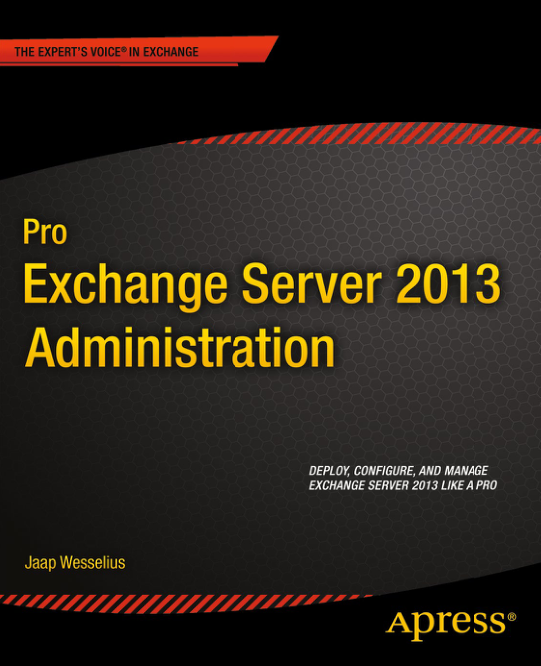 THE EXPERT'S VOICE® IN EXCHANGE
Pro
Exchange Server 2013
Administration
DEPLOY, CONFIGURE, AND MANAGE
EXCHANGE SERVER 2013 LIKE A PRO
Jaap Wesselius
Apress®